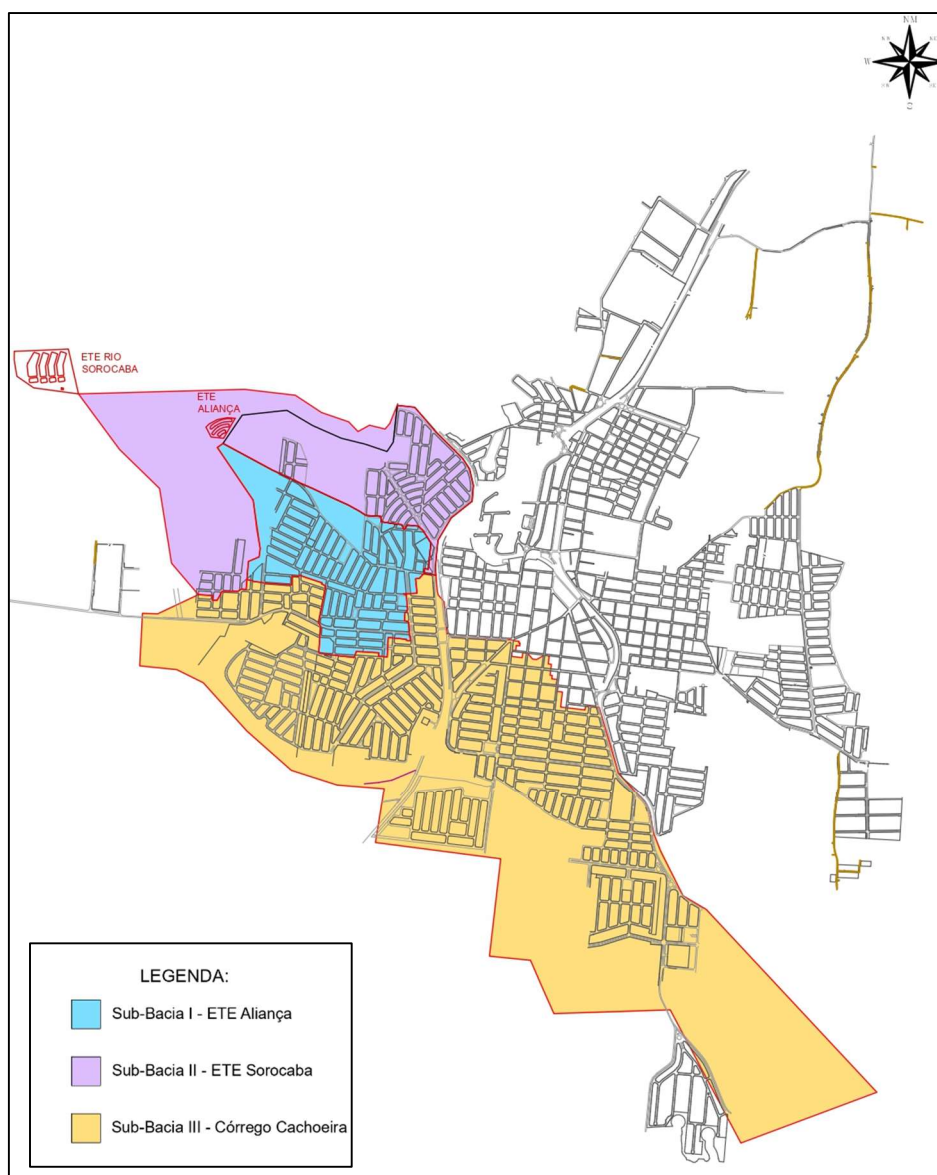 NM
W
ETE RIO
SOROCABA
ETE
ALIANÇA
LEGENDA:
Sub-Bacia I - ETE Aliança
Sub-Bacia II - ETE Sorocaba
Sub-Bacia III - Córrego Cachoeira